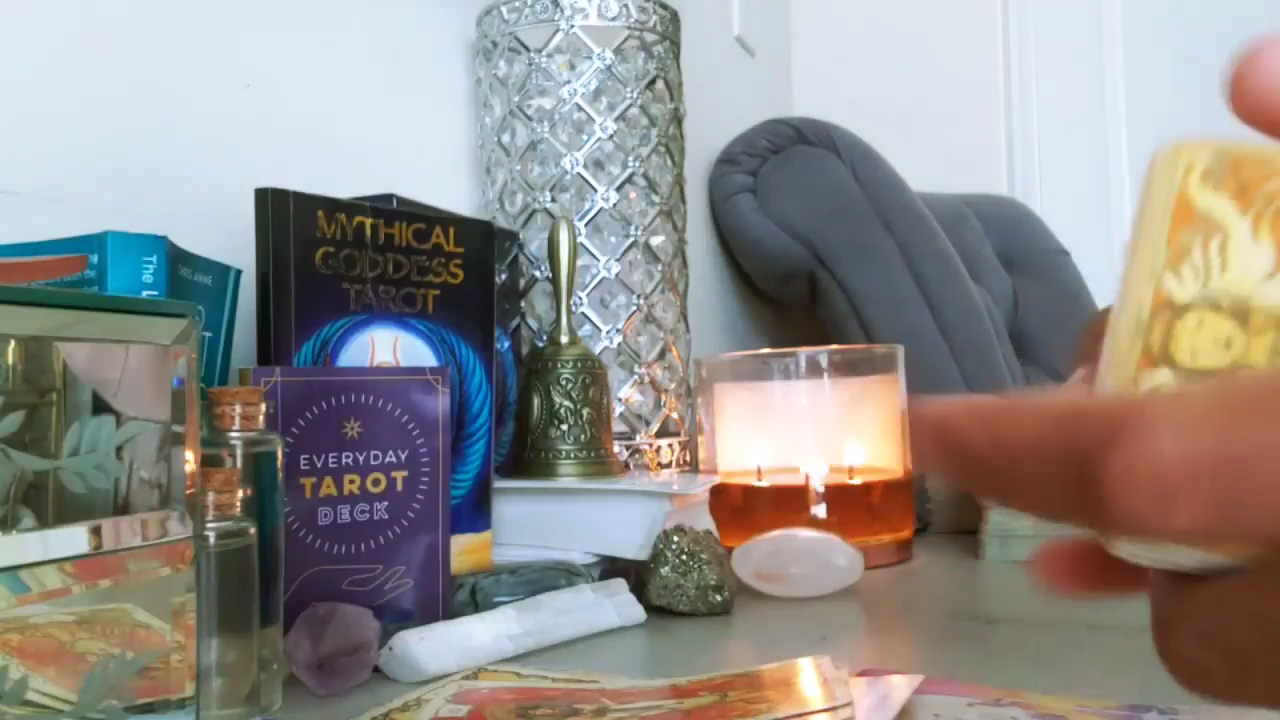 MYTHICAL
GODDESS
TAROT
EVERYDAY
TAROT
DECK
The